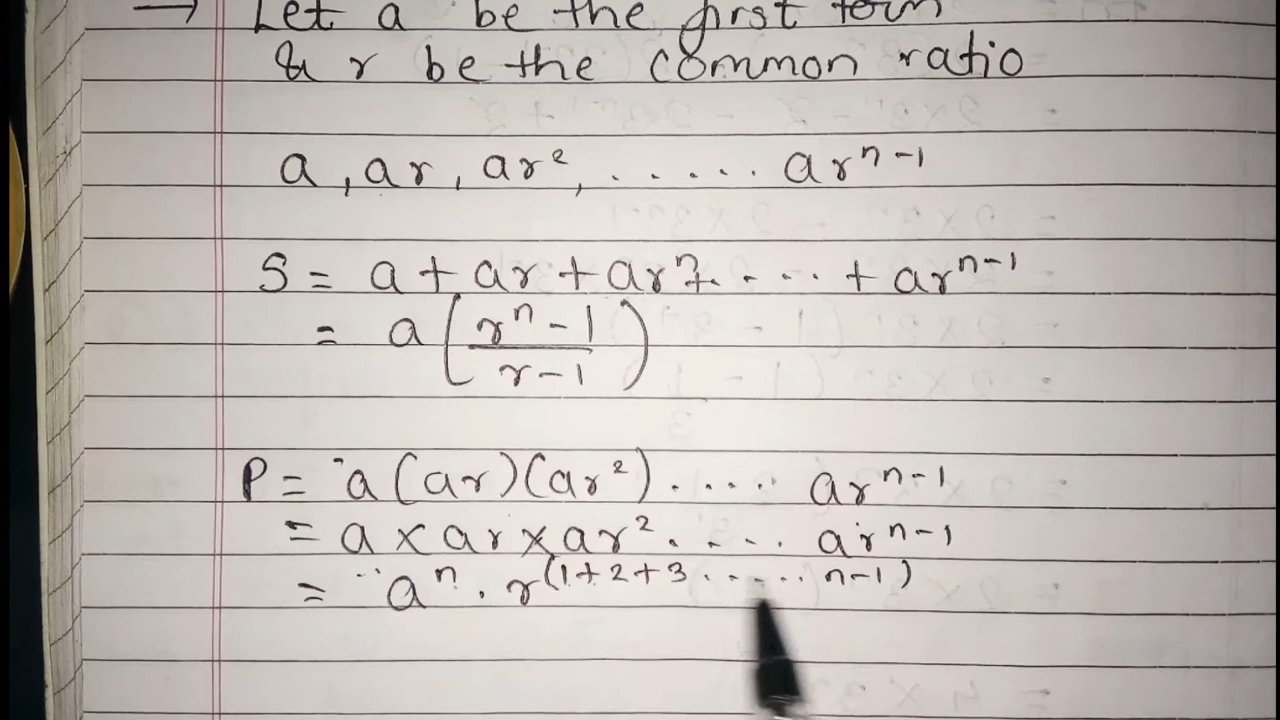 → Let a be the first term
& r be the common ratio
a, ar, ar², ..... arⁿ⁻¹
S = a + ar + ar²+. . ... + arⁿ⁻¹
= a(rⁿ - 1 / r - 1)
P = a(ar)(ar²)..... arⁿ⁻¹
= a × ar × ar²..... arⁿ⁻¹
= aⁿ . r⁽¹⁺²⁺³ ······ ⁿ⁻¹⁾